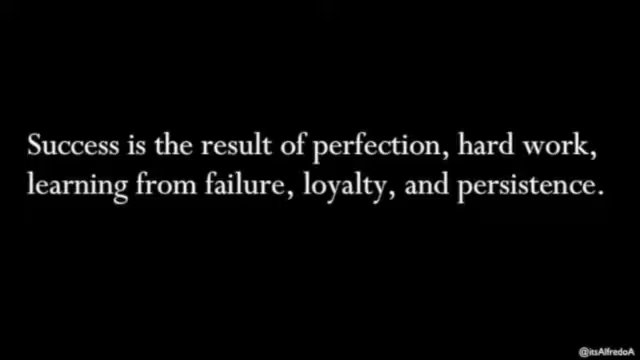 Success is the result of perfection, hard work,
learning from failure, loyalty, and persistence.
@itsAlfredoA